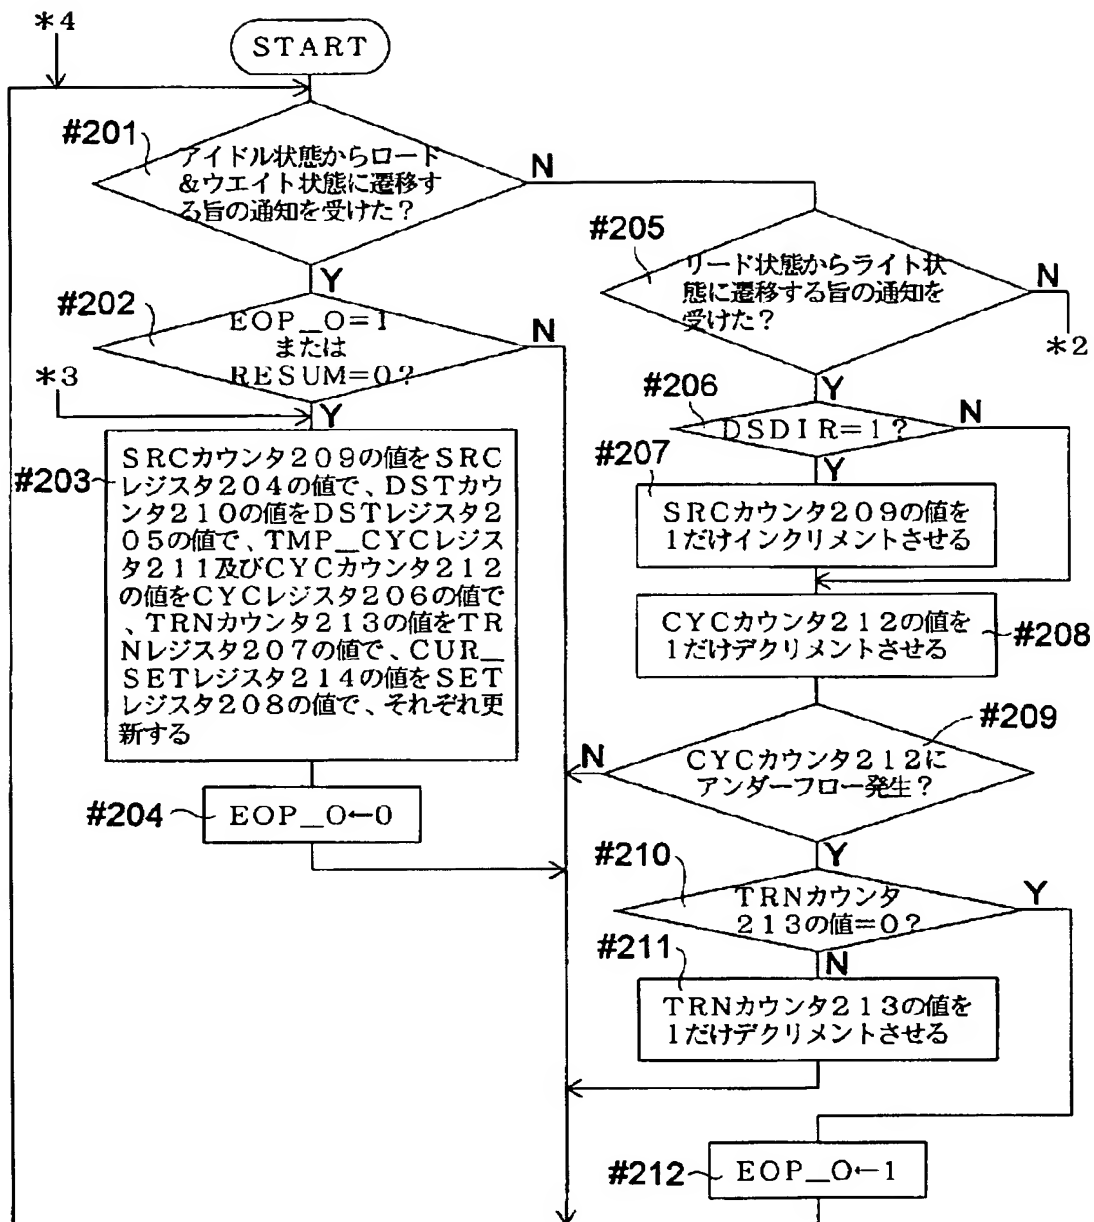 *4
START
#201
アイドル状態からロード
&ウエイト状態に遷移す
る旨の通知を受けた?
N
Y
#202
EOP_O=1
または
RESUM=0?
N
*3
Y
#203
SRCカウンタ209の値をSRC
レジスタ204の値で、DSTカウ
ンタ210の値をDSTレジスタ2
05の値で、TMP_CYCレジス
タ211及びCYCカウンタ212
の値をCYCレジスタ206の値で
、TRNカウンタ213の値をTR
Nレジスタ207の値で、CUR_
SETレジスタ214の値をSET
レジスタ208の値で、それぞれ更
新する
#204
EOP_O←0
#205
リード状態からライト状
態に遷移する旨の通知を
受けた?
N
*2
Y
#206
DSDIR=1?
N
Y
#207
SRCカウンタ209の値を
1だけインクリメントさせる
CYCカウンタ212の値を
1だけデクリメントさせる
#208
#209
N
CYCカウンタ212に
アンダーフロー発生?
Y
#210
TRNカウンタ
213の値=0?
Y
N
#211
TRNカウンタ213の値を
1だけデクリメントさせる
#212
EOP_O←1